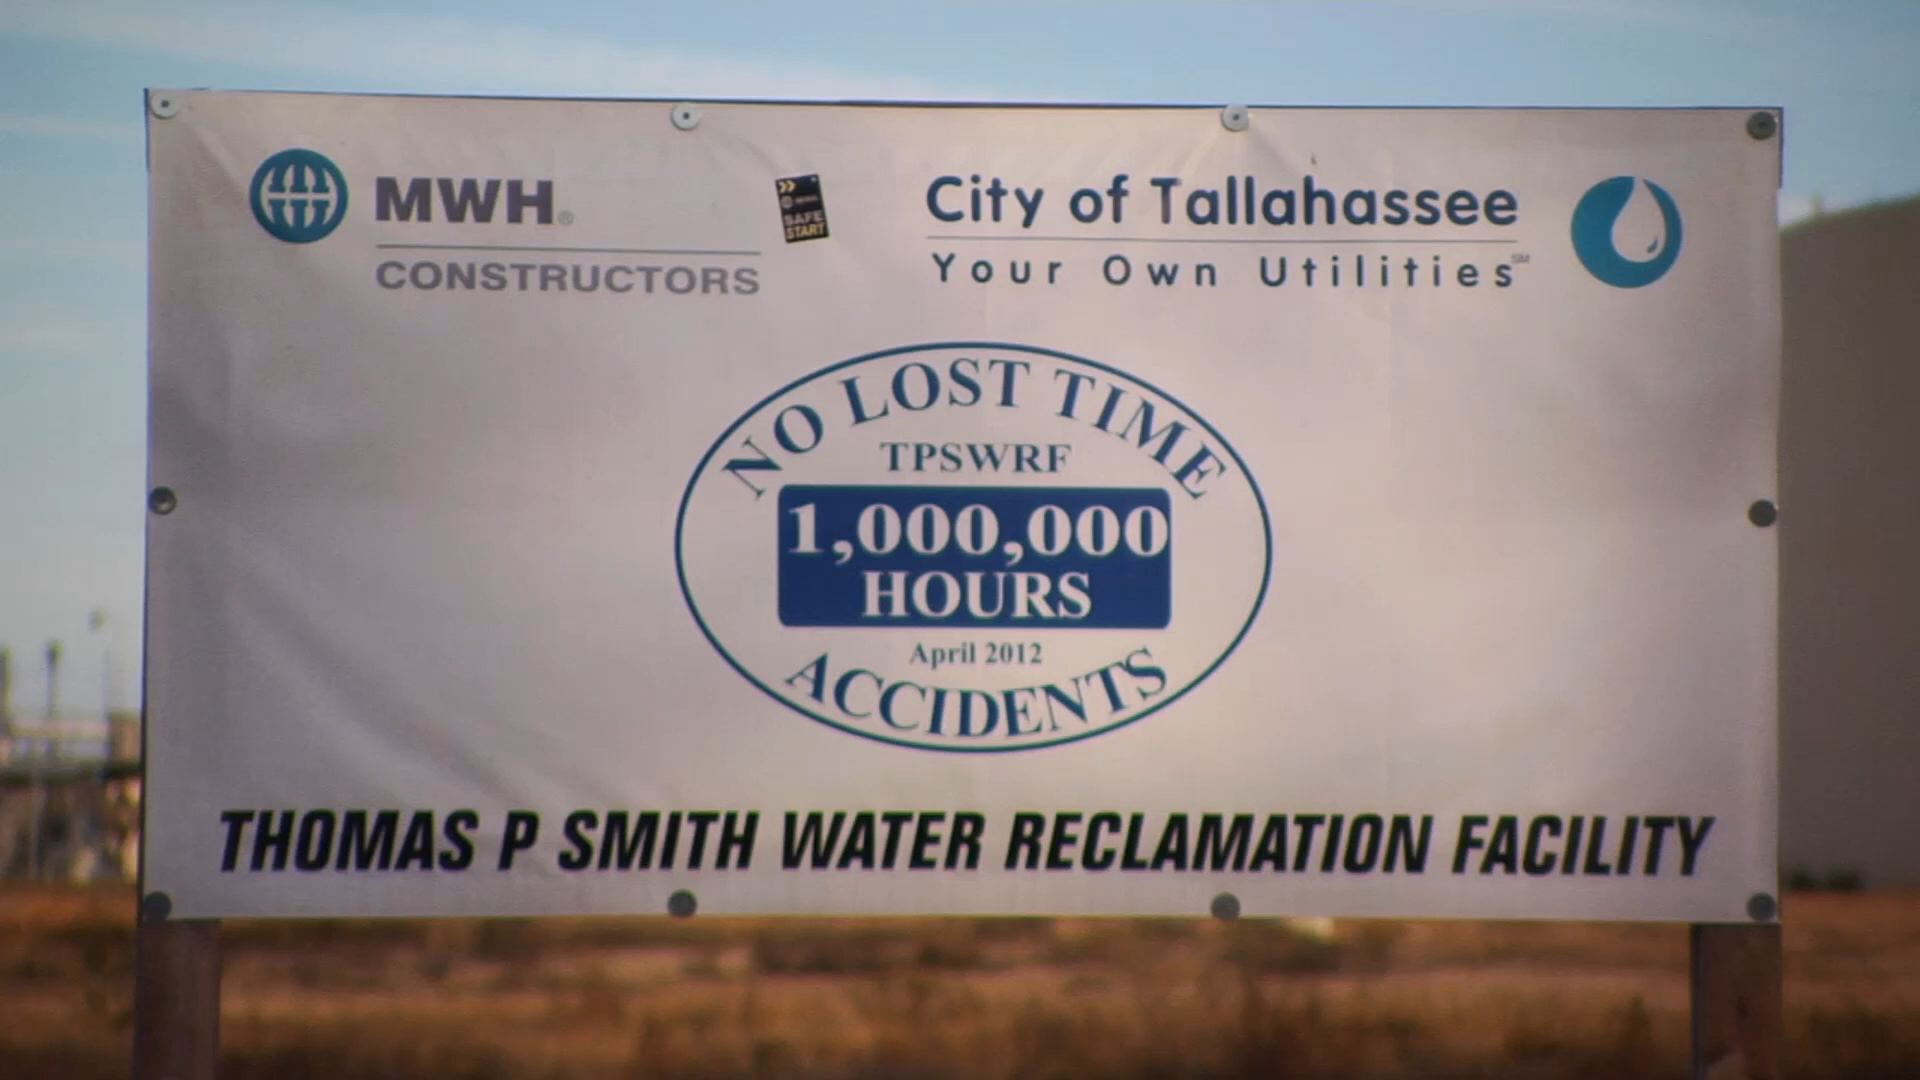 MWH®
CONSTRUCTORS
SAFE
START
City of Tallahassee
Your Own Utilities℠
NO LOST TIME
TPSWRF
1,000,000
HOURS
April 2012
ACCIDENTS
THOMAS P SMITH WATER RECLAMATION FACILITY